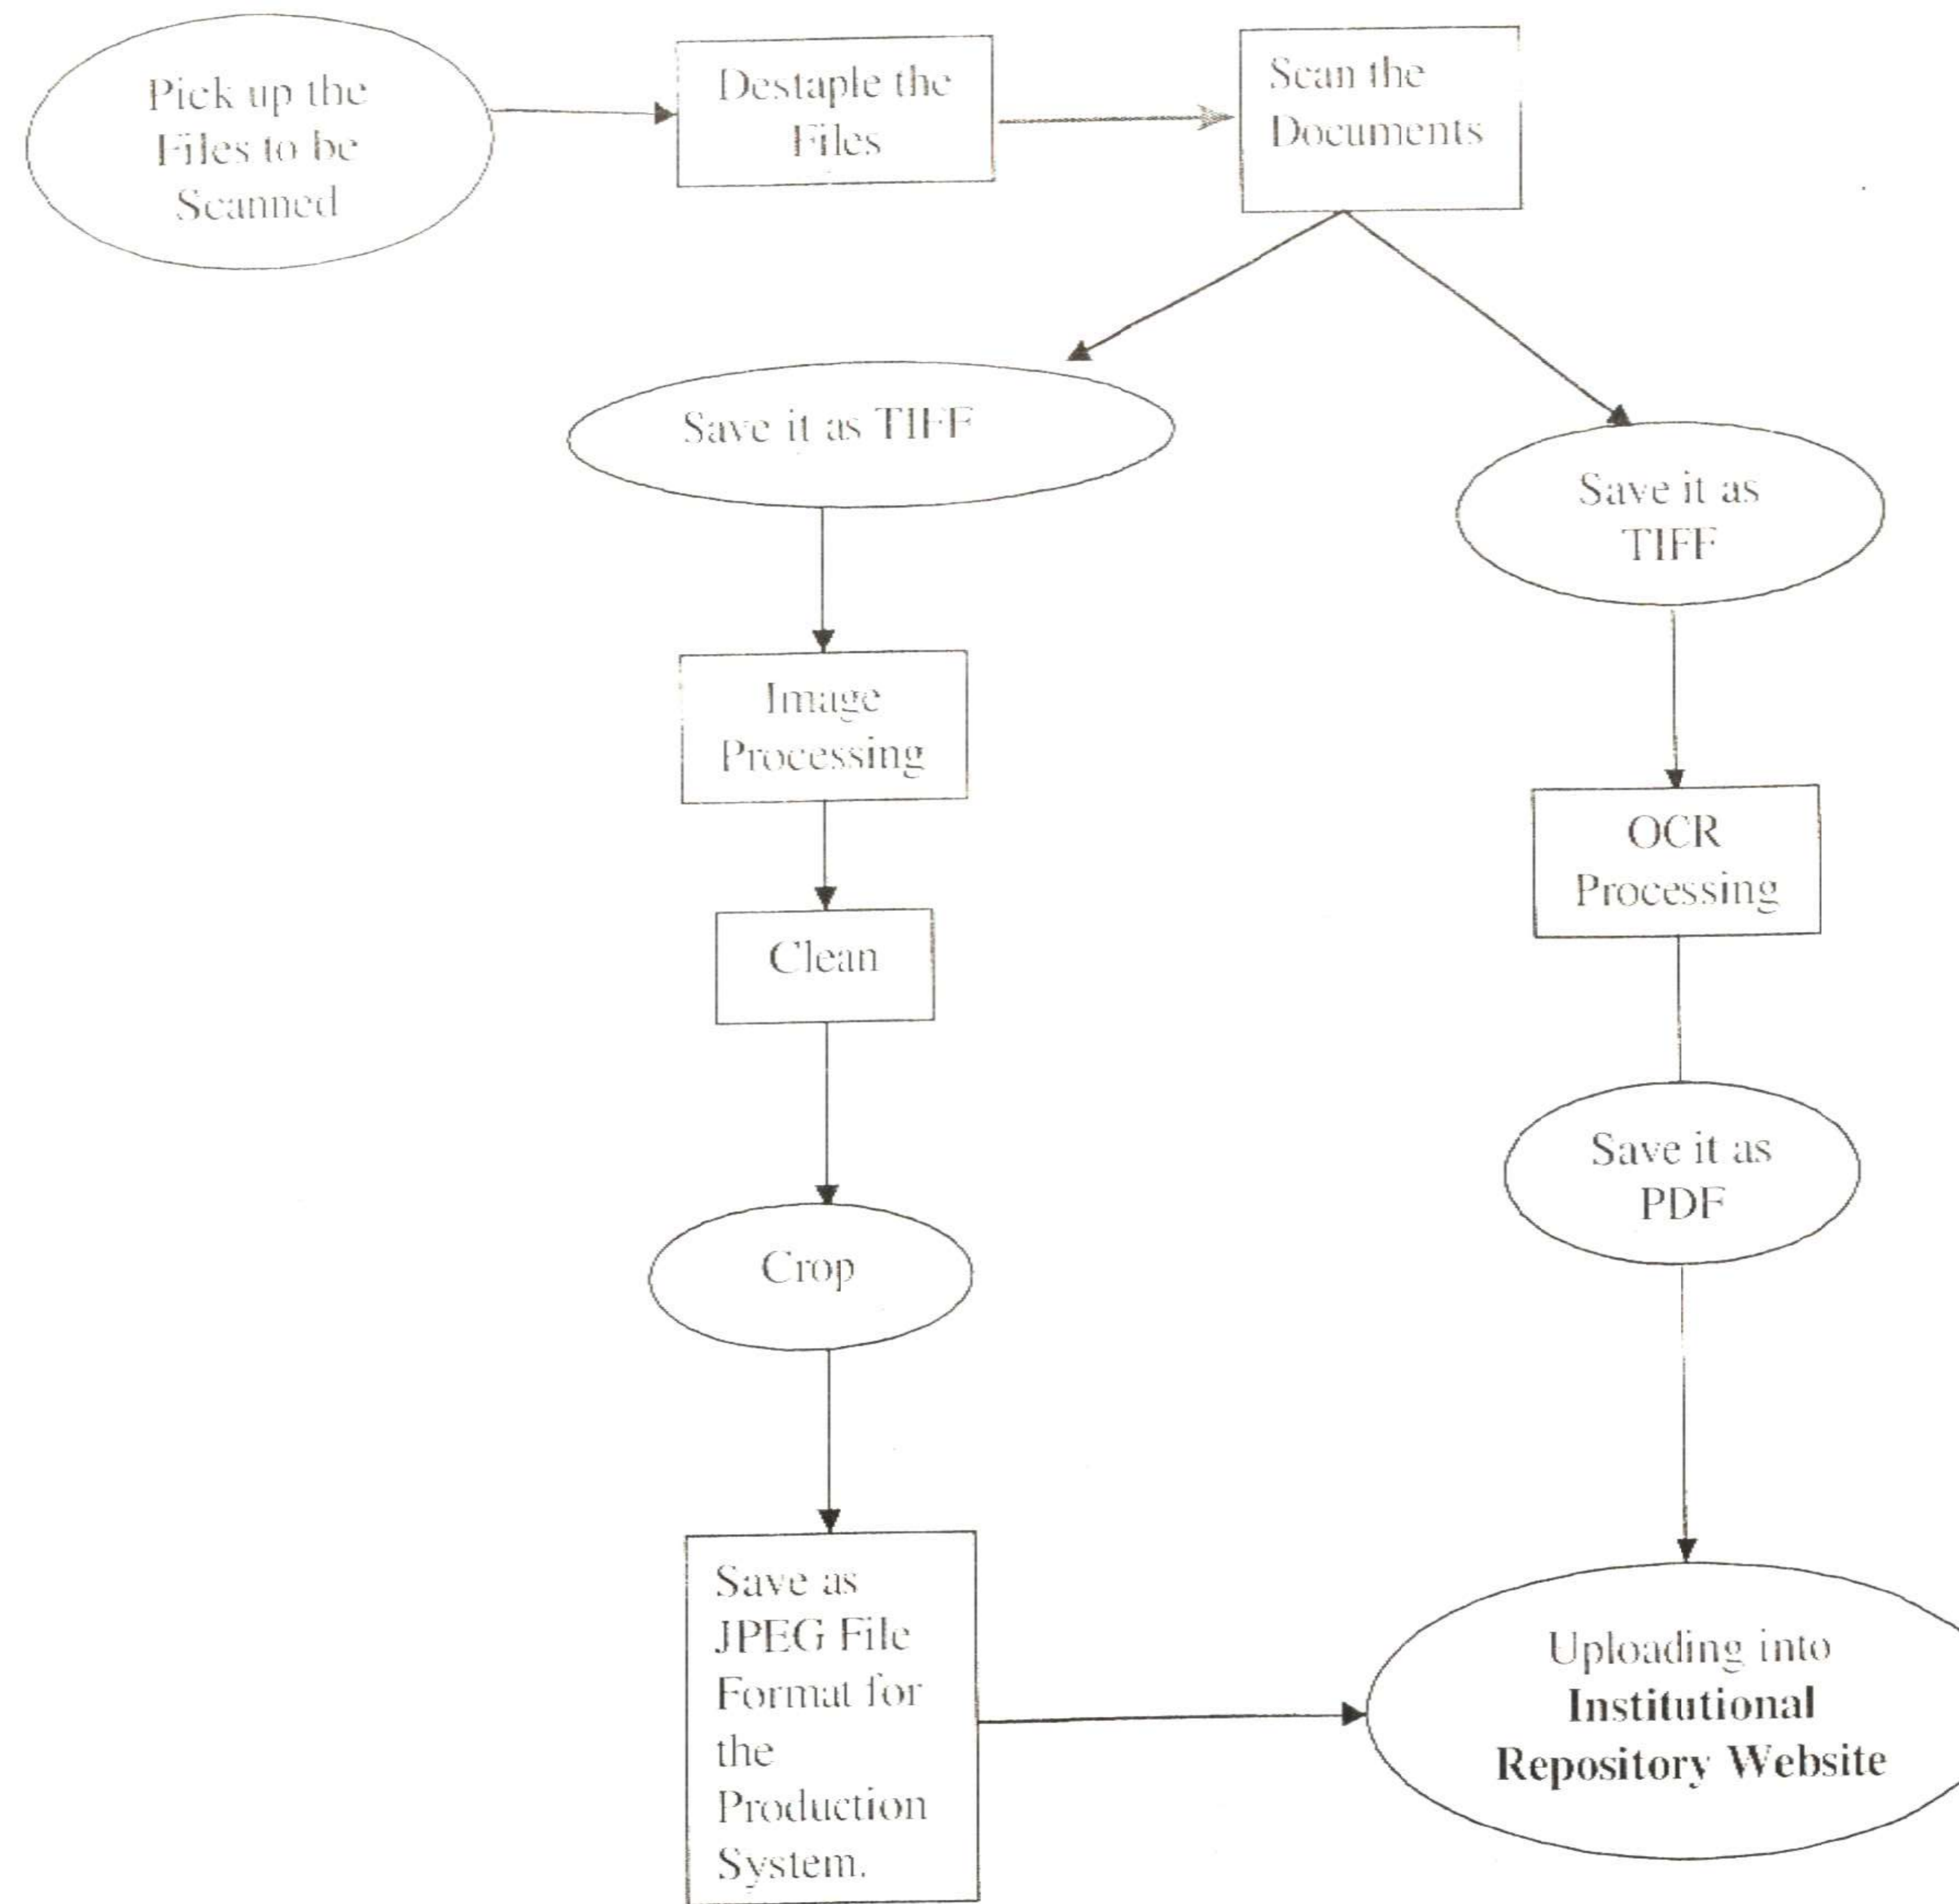 Pick up the
Files to be
Scanned
Destaple the
Files
Scan the
Documents
Save it as TIFF
Save it as
TIFF
Image
Processing
OCR
Processing
Clean
Save it as
PDF
Crop
Save as
JPEG File
Format for
the
Production
System.
Uploading into
Institutional
Repository Website